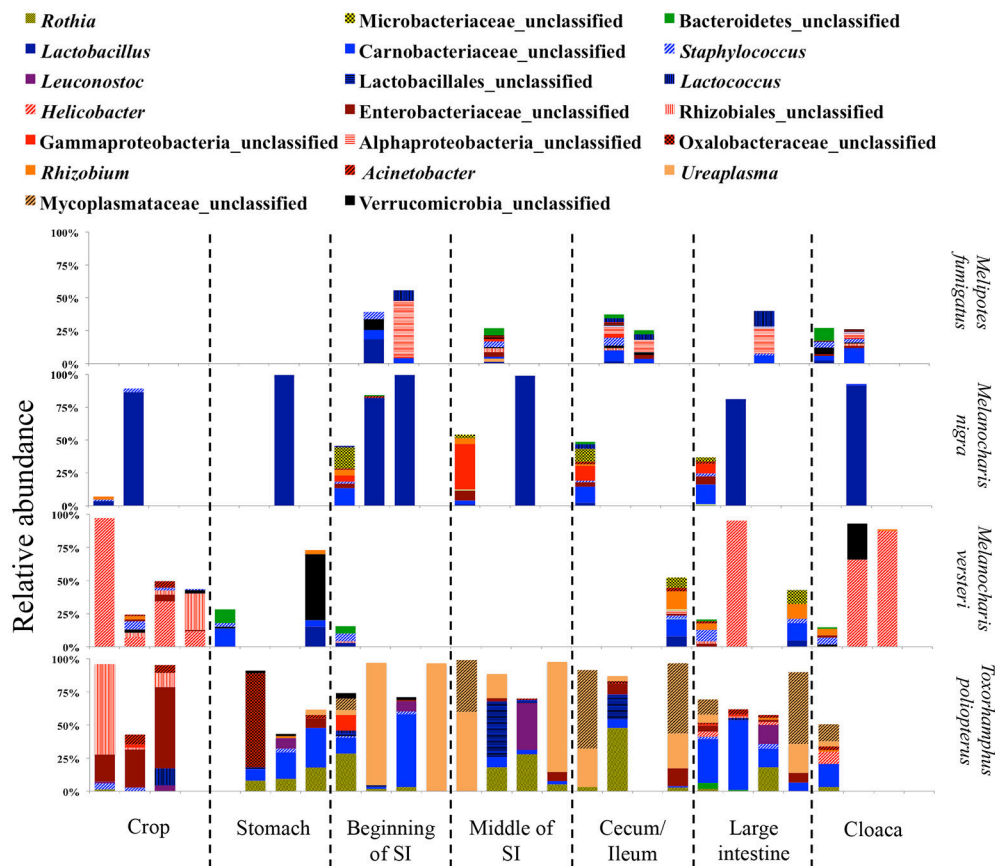 Rothia
Microbacteriaceae_unclassified
Bacteroidetes_unclassified
Lactobacillus
Carnobacteriaceae_unclassified
Staphylococcus
Leuconostoc
Lactobacillales_unclassified
Lactococcus
Helicobacter
Enterobacteriaceae_unclassified
Rhizobiales_unclassified
Gammaproteobacteria_unclassified
Alphaproteobacteria_unclassified
Oxalobacteraceae_unclassified
Rhizobium
Acinetobacter
Ureaplasma
Mycoplasmataceae_unclassified
Verrucomicrobia_unclassified
Relative abundance
100%
75%
50%
25%
0%
Melipotes
fumigatus
100%
75%
50%
25%
0%
Melanocharis
nigra
100%
75%
50%
25%
0%
Melanocharis
versteri
100%
75%
50%
25%
0%
Toxorhamphus
poliopterus
Crop
Stomach
Beginning
of SI
Middle of
SI
Cecum/
Ileum
Large
intestine
Cloaca